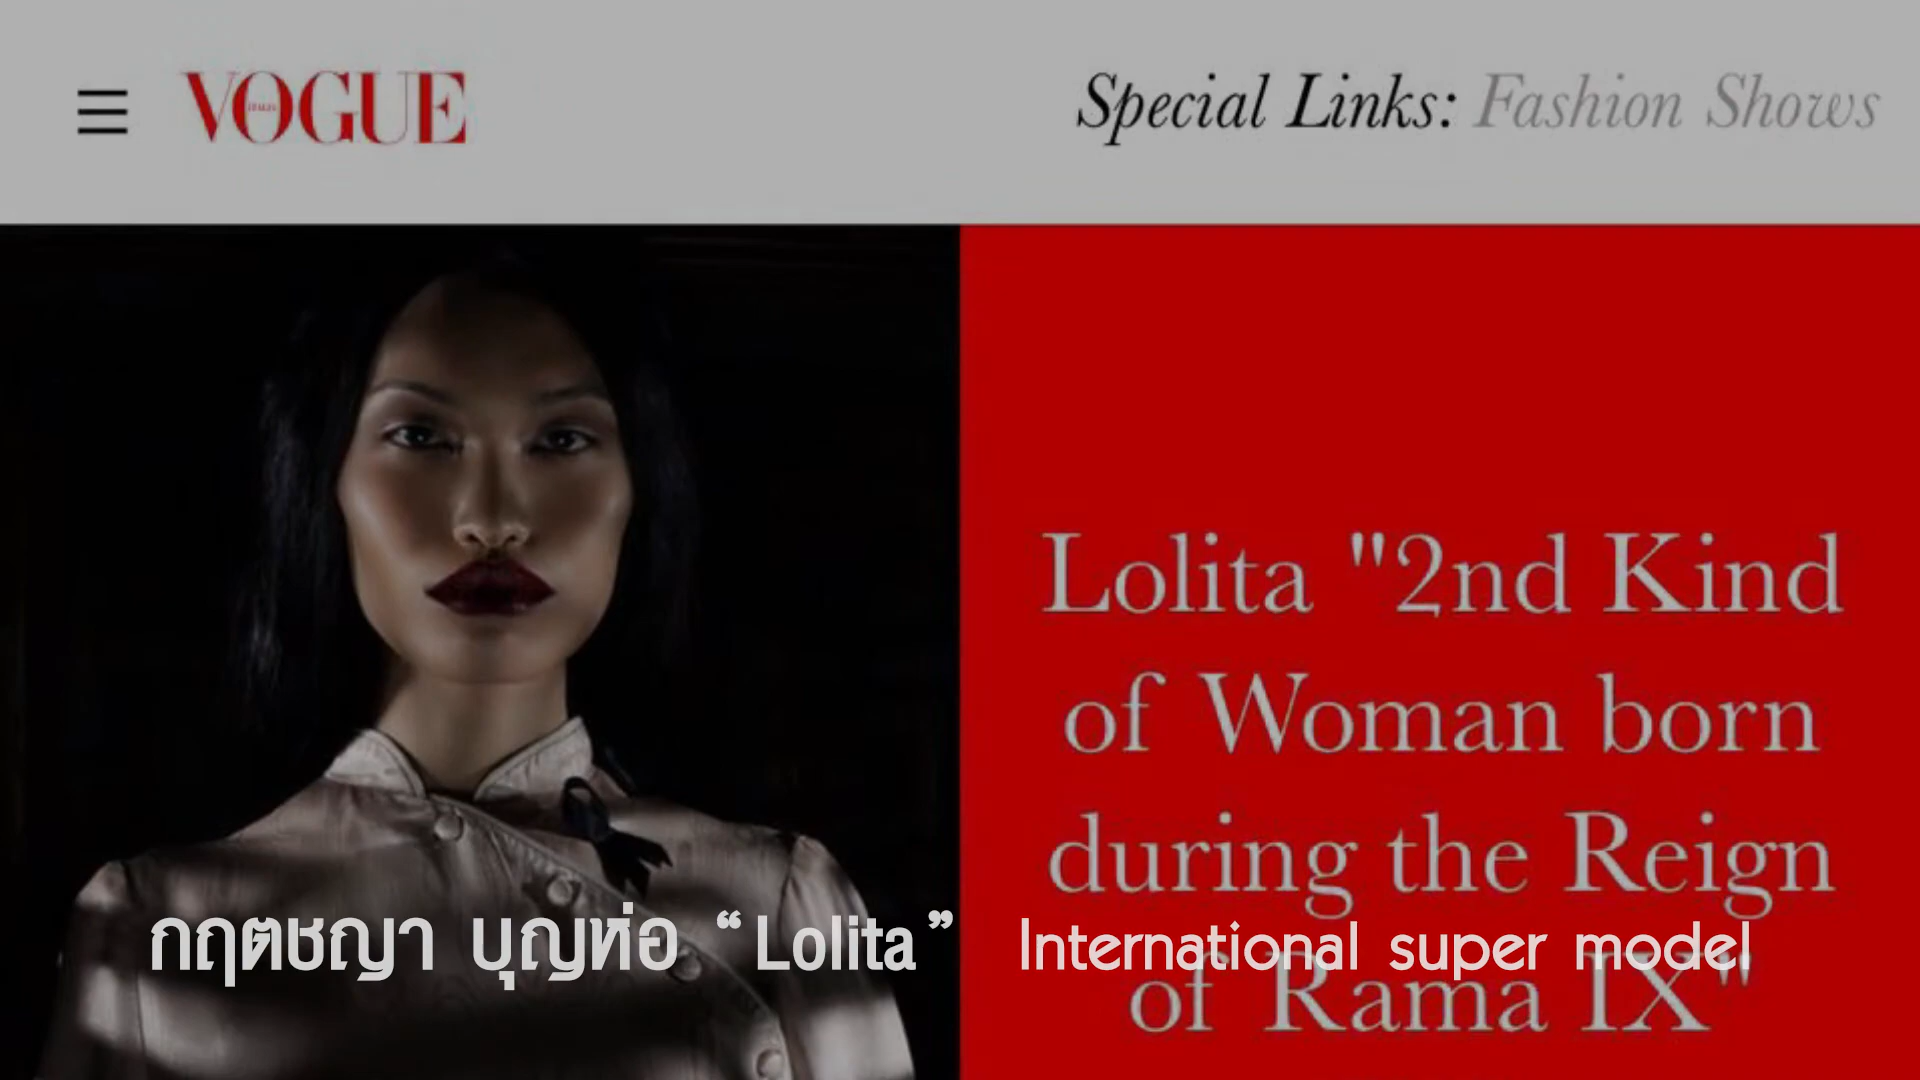 VOGUE
ITALIA
Special Links: Fashion Shows
Lolita "2nd Kind
of Woman born
during the Reign
of Rama IX"
กฤตชญา บุญห่อ “Lolita” International super model